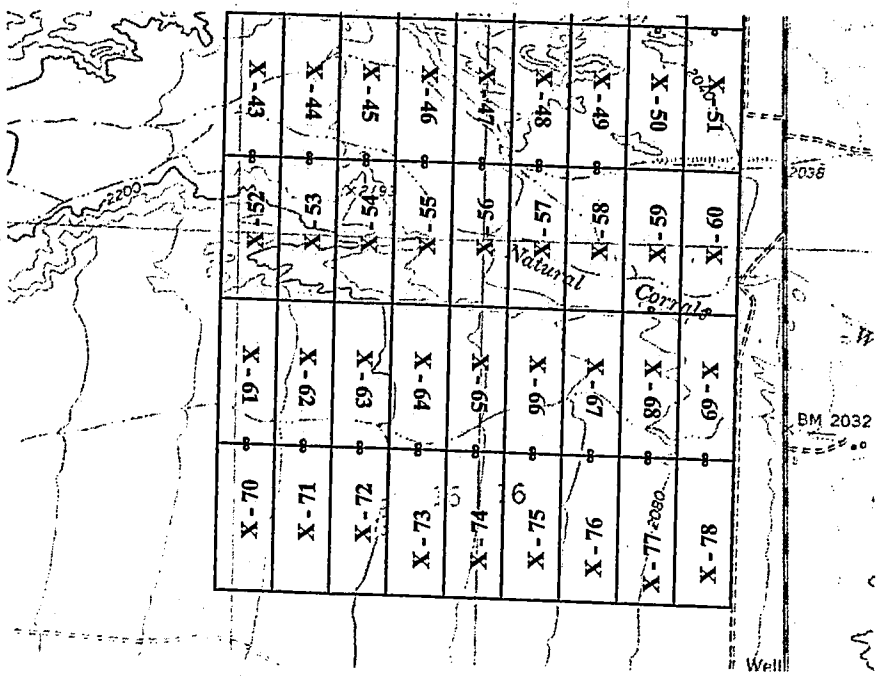 X - 43
X - 44
X - 45
X - 46
X - 47
X - 48
X - 49
X - 50
X - 51
2020
2038
2200
X 2193
X - 52
X - 53
X - 54
X - 55
X - 56
X - 57
X - 58
X - 59
X - 60
Natural
Corrals
X - 61
X - 62
X - 63
X - 64
X - 65
X - 66
X - 67
X - 68
X - 69
BM 2032
W
X - 70
X - 71
X - 72
X - 73
X - 74
X - 75
X - 76
X - 77
X - 78
2080
16
Well